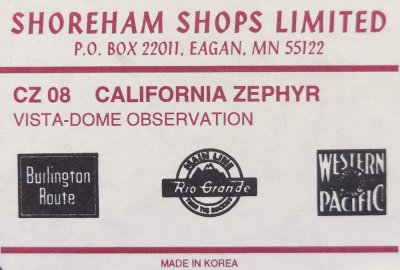 SHOREHAM SHOPS LIMITED
P.O. BOX 22011, EAGAN, MN 55122
CZ 08 CALIFORNIA ZEPHYR
VISTA-DOME OBSERVATION
Burlington
Route
MAIN LINE
Rio Grande
THRU THE ROCKIES
WESTERN
PACIFIC
MADE IN KOREA